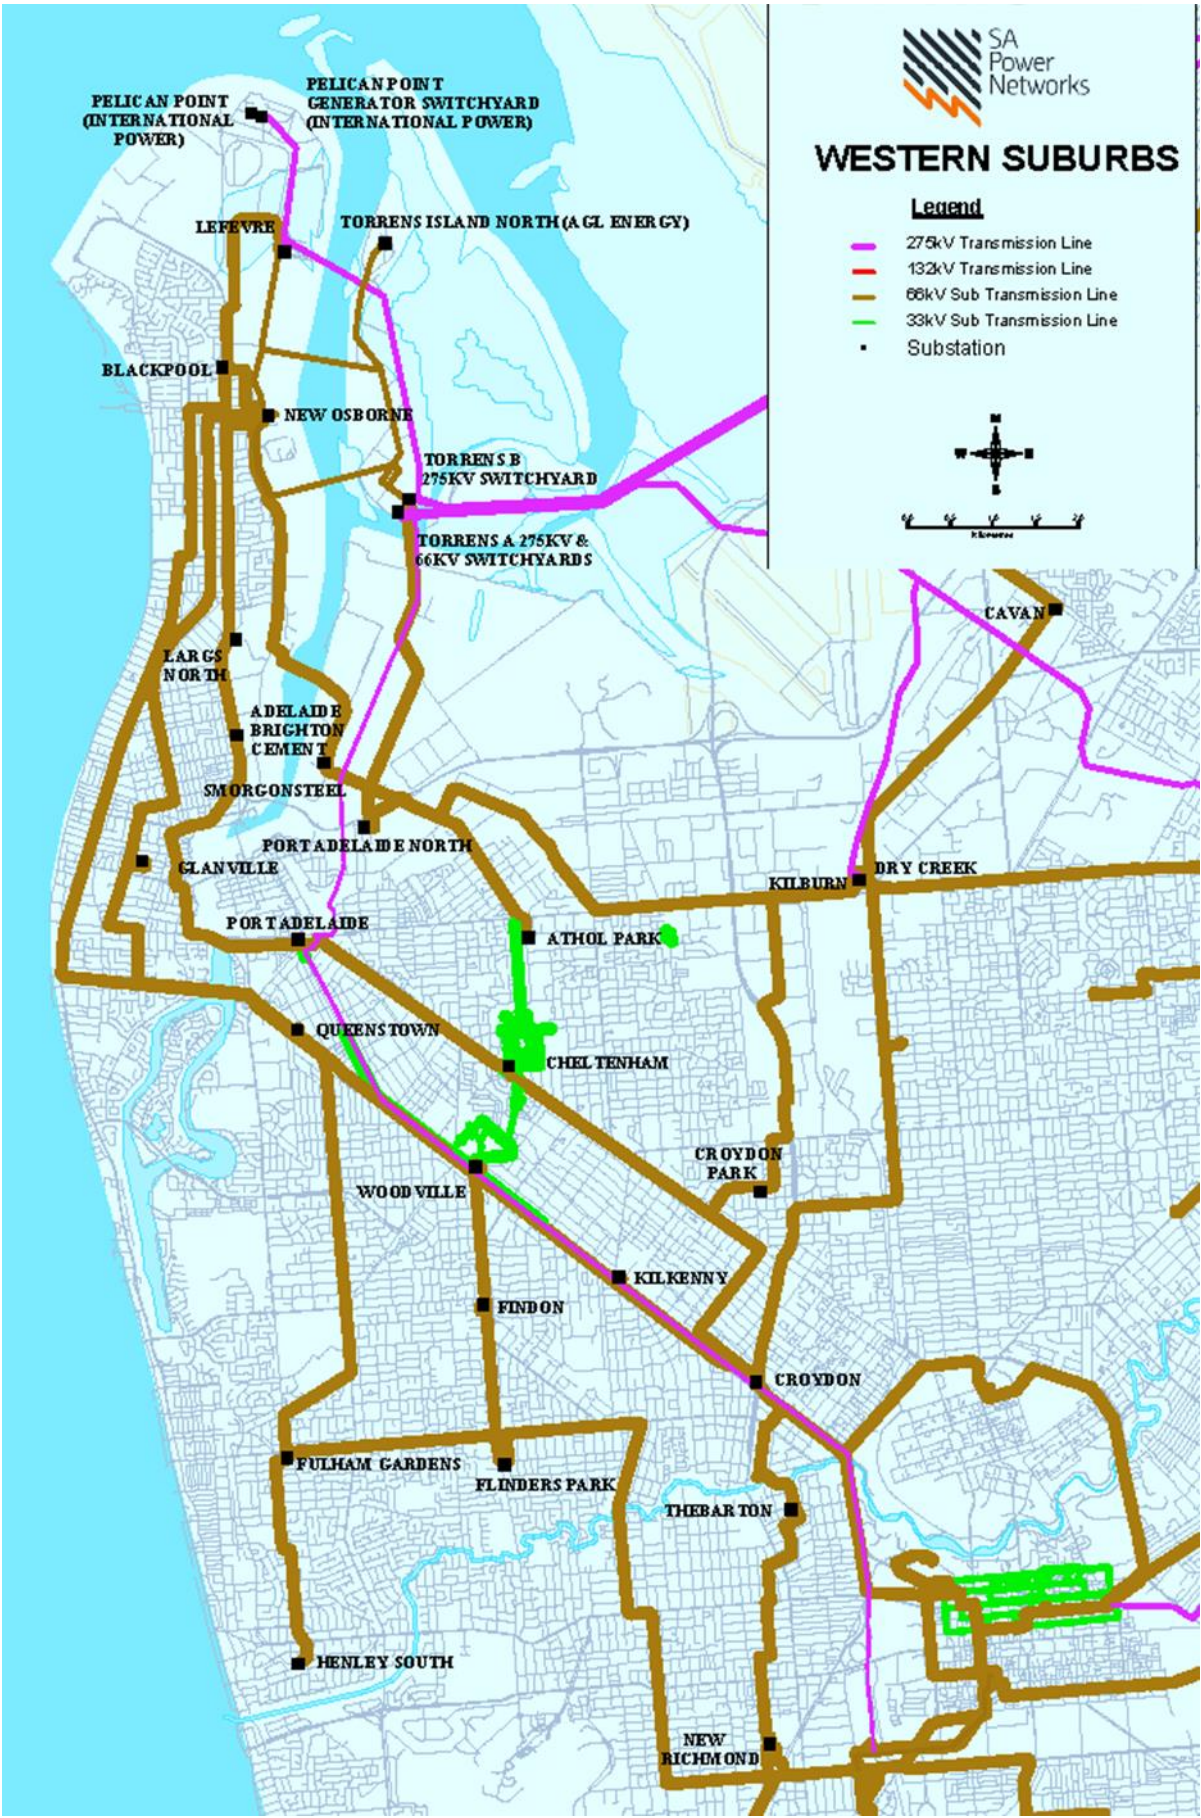 SA
Power
Networks
WESTERN SUBURBS
Legend
275kV Transmission Line
132kV Transmission Line
66kV Sub Transmission Line
33kV Sub Transmission Line
Substation
N
W
E
S
kilometres
PELICAN POINT
(INTERNATIONAL
POWER)
PELICAN POINT
GENERATOR SWITCHYARD
(INTERNATIONAL POWER)
LEFEVRE
TORRENS ISLAND NORTH (AGL ENERGY)
BLACKPOOL
NEW OSBORNE
TORRENS B
275KV SWITCHYARD
TORRENS A 275KV &
66KV SWITCHYARDS
CAVAN
LARGS
NORTH
ADELAIDE
BRIGHTON
CEMENT
SMORGON STEEL
PORT ADELAIDE NORTH
GLANVILLE
KILBURN
DRY CREEK
PORT ADELAIDE
ATHOL PARK
QUEENSTOWN
CHELTENHAM
CROYDON
PARK
WOODVILLE
KILKENNY
FINDON
CROYDON
FULHAM GARDENS
FLINDERS PARK
THEBARTON
HENLEY SOUTH
NEW
RICHMOND